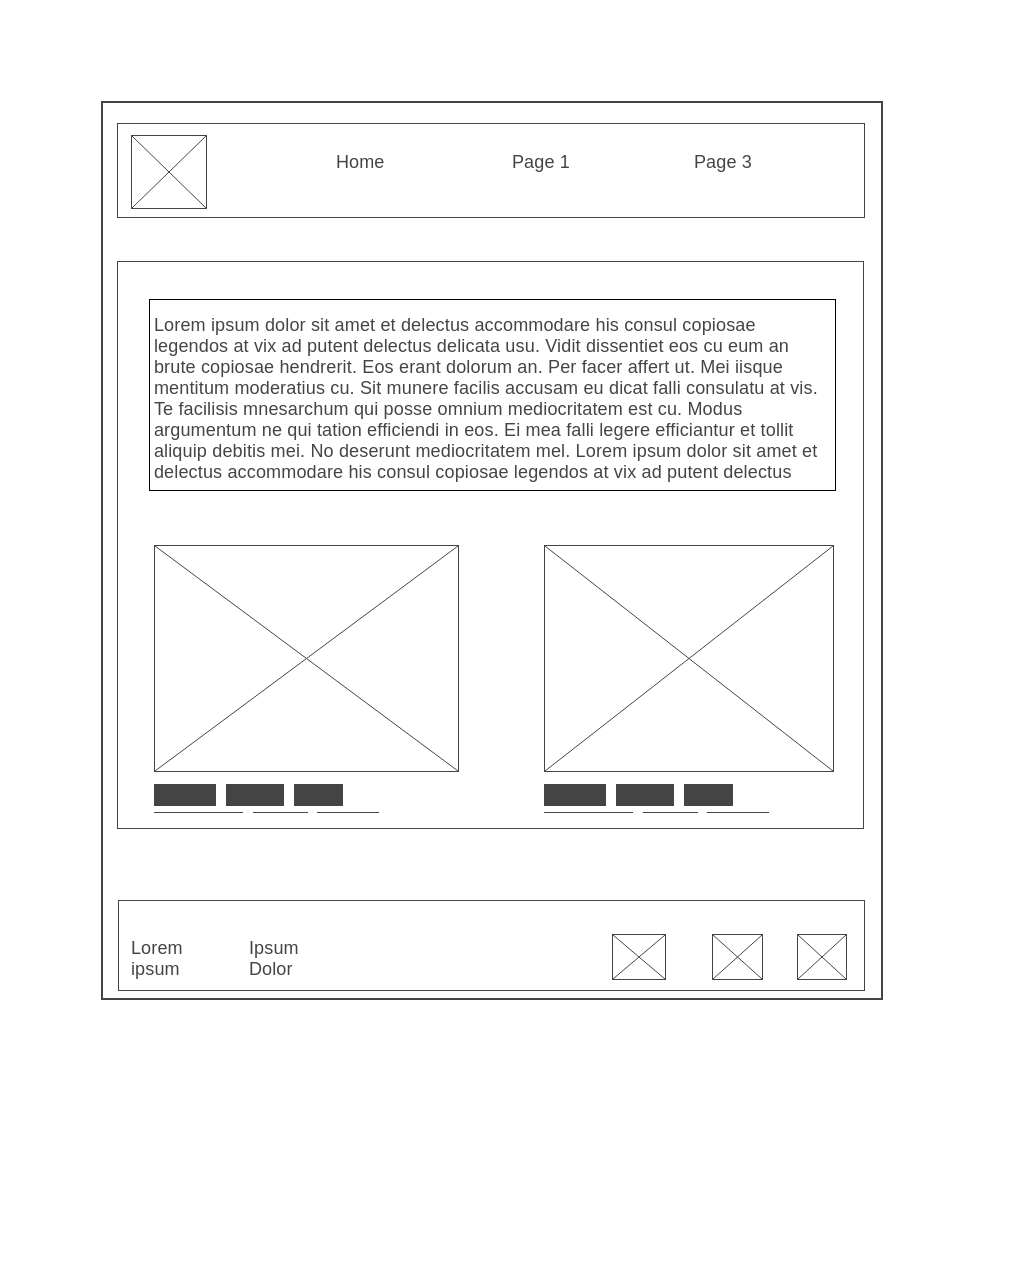 Home
Page 1
Page 3
Lorem ipsum dolor sit amet et delectus accommodare his consul copiosae
legendos at vix ad putent delectus delicata usu. Vidit dissentiet eos cu eum an
brute copiosae hendrerit. Eos erant dolorum an. Per facer affert ut. Mei iisque
mentitum moderatius cu. Sit munere facilis accusam eu dicat falli consulatu at vis.
Te facilisis mnesarchum qui posse omnium mediocritatem est cu. Modus
argumentum ne qui tation efficiendi in eos. Ei mea falli legere efficiantur et tollit
aliquip debitis mei. No deserunt mediocritatem mel. Lorem ipsum dolor sit amet et
delectus accommodare his consul copiosae legendos at vix ad putent delectus
Lorem
ipsum
Ipsum
Dolor